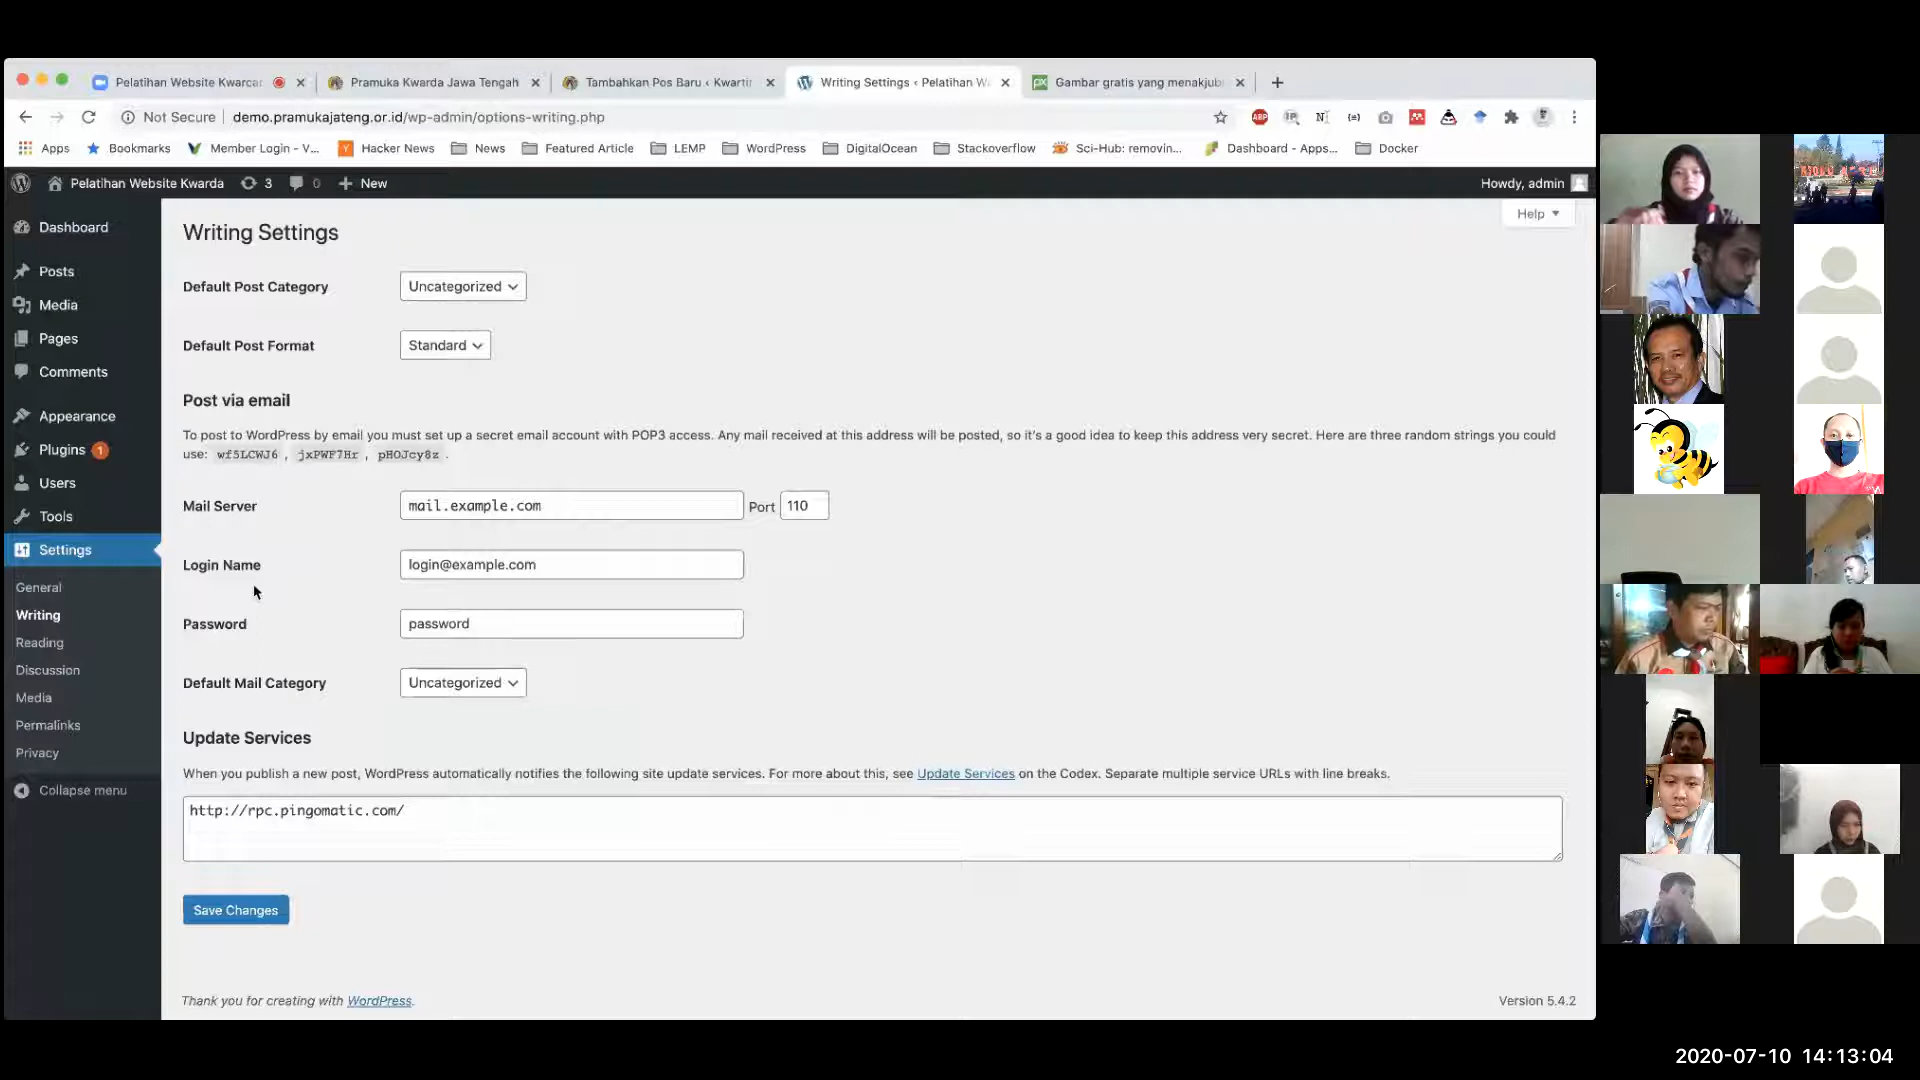 Pelatihan Website Kwarcar
Pramuka Kwarda Jawa Tengah
Tambahkan Pos Baru ‹ Kwartir
Writing Settings ‹ Pelatihan We
Gambar gratis yang menakjub
Not Secure
demo.pramukajateng.or.id/wp-admin/options-writing.php
Apps
Bookmarks
Member Login - V...
Hacker News
News
Featured Article
LEMP
WordPress
DigitalOcean
Stackoverflow
Sci-Hub: removin...
Dashboard - Apps...
Docker
Pelatihan Website Kwarda
3
0
New
Howdy, admin
Dashboard
Posts
Media
Pages
Comments
Appearance
Plugins 1
Users
Tools
Settings
General
Writing
Reading
Discussion
Media
Permalinks
Privacy
Collapse menu
Help
Writing Settings
Default Post Category
Uncategorized
Default Post Format
Standard
Post via email
To post to WordPress by email you must set up a secret email account with POP3 access. Any mail received at this address will be posted, so it's a good idea to keep this address very secret. Here are three random strings you could
use: wf5LCWJ6 , jxPWF7Hr , pHOJcy8z .
Mail Server
mail.example.com
Port 110
Login Name
login@example.com
Password
password
Default Mail Category
Uncategorized
Update Services
When you publish a new post, WordPress automatically notifies the following site update services. For more about this, see Update Services on the Codex. Separate multiple service URLs with line breaks.
http://rpc.pingomatic.com/
Save Changes
Thank you for creating with WordPress.
Version 5.4.2
2020-07-10 14:13:04